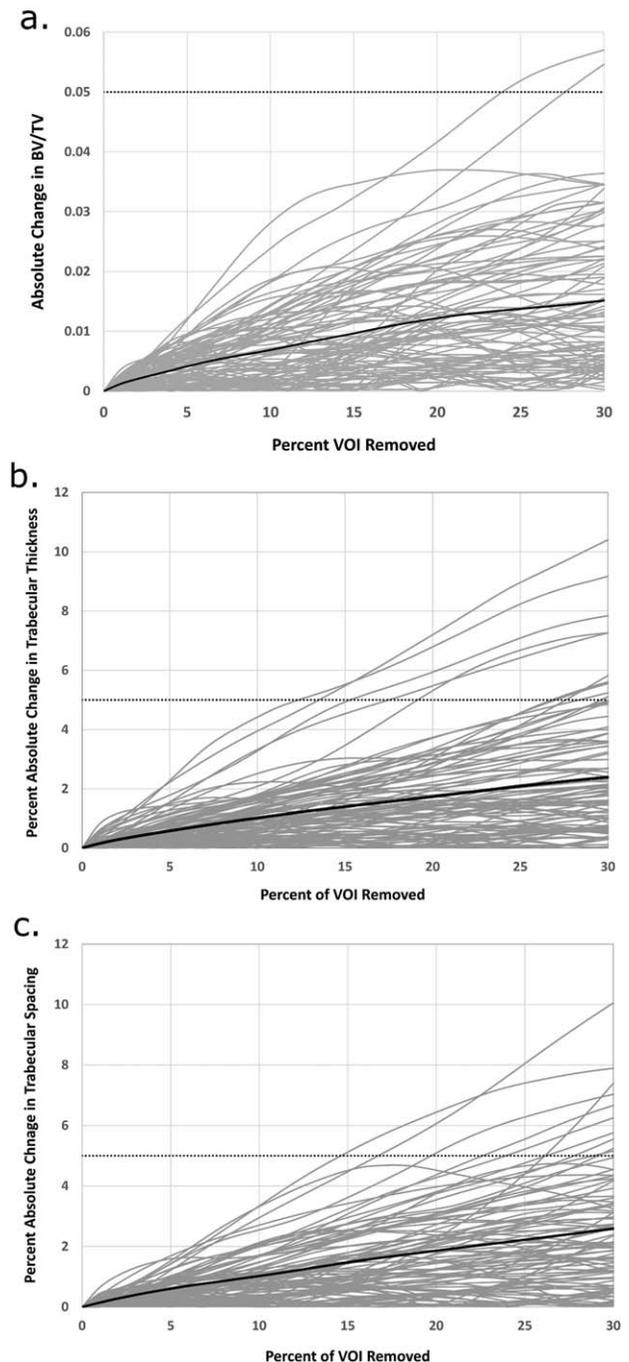 a.
0.06
0.05
0.04
0.03
0.02
0.01
0
Absolute Change in BV/TV
0 5 10 15 20 25 30
Percent VOI Removed
b.
12
10
8
6
4
2
0
Percent Absolute Change in Trabecular Thickness
0 5 10 15 20 25 30
Percent of VOI Removed
c.
12
10
8
6
4
2
0
Percent Absolute Chnage in Trabecular Spacing
0 5 10 15 20 25 30
Percent of VOI Removed